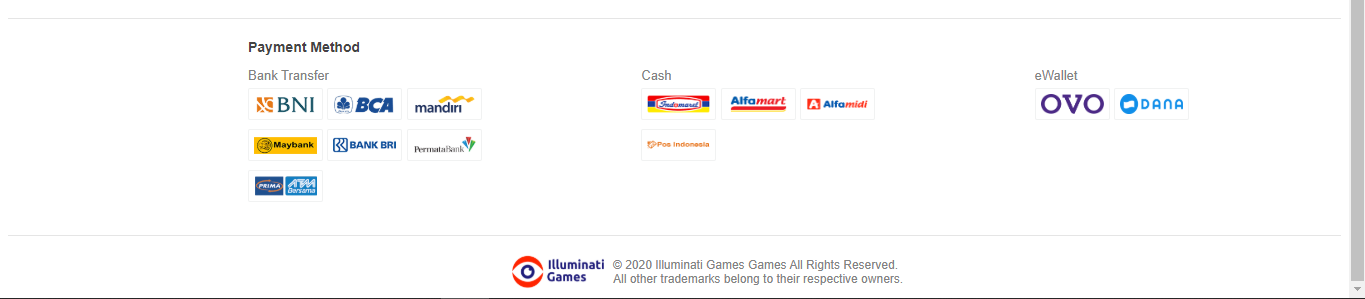 Payment Method
Bank Transfer
BNI
BCA
mandiri
Maybank
BANK BRI
PermataBank
PRIMA
ATM
Bersama
Cash
Indomaret
Alfamart
Alfamidi
Pos Indonesia
eWallet
OVO
DANA
Illuminati
Games
© 2020 Illuminati Games Games All Rights Reserved.
All other trademarks belong to their respective owners.